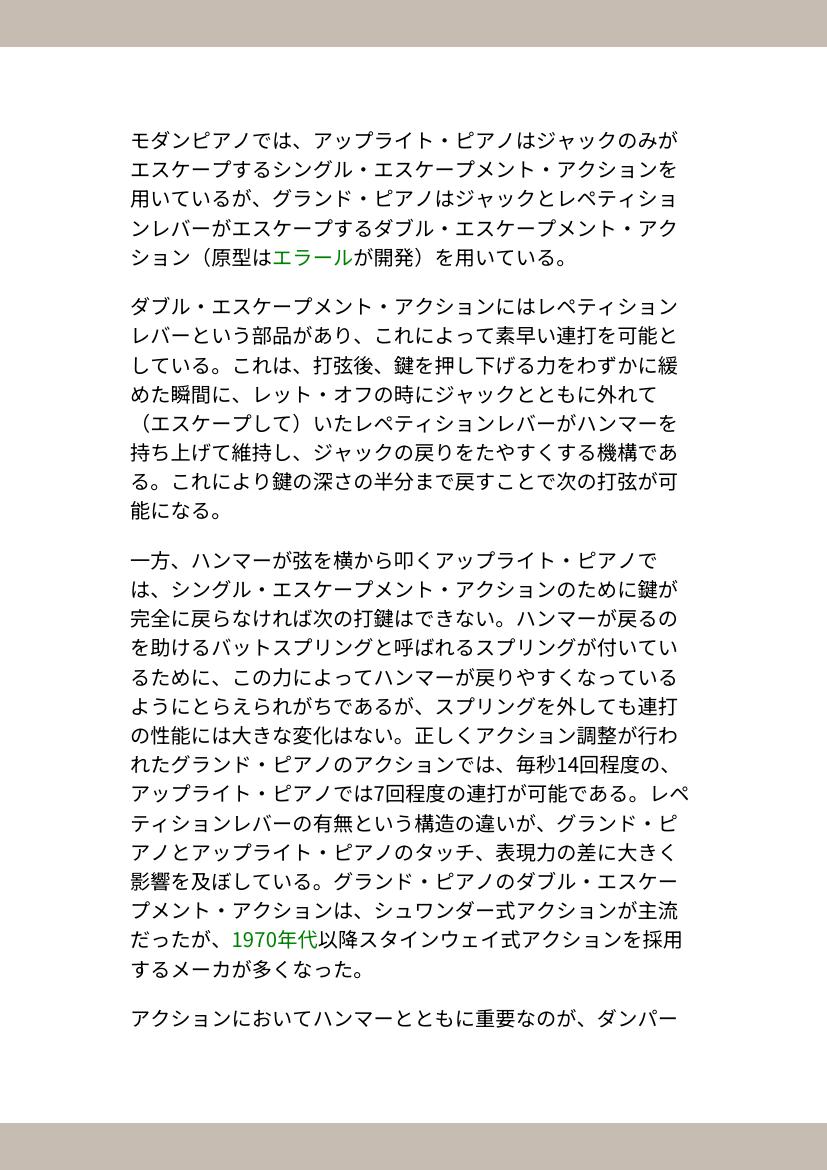 モダンピアノでは、アップライト・ピアノはジャックのみが
エスケープするシングル・エスケープメント・アクションを
用いているが、グランド・ピアノはジャックとレペティショ
ンレバーがエスケープするダブル・エスケープメント・アク
ション（原型はエラールが開発）を用いている。
ダブル・エスケープメント・アクションにはレペティション
レバーという部品があり、これによって素早い連打を可能と
している。これは、打弦後、鍵を押し下げる力をわずかに緩
めた瞬間に、レット・オフの時にジャックとともに外れて
（エスケープして）いたレペティションレバーがハンマーを
持ち上げて維持し、ジャックの戻りをたやすくする機構であ
る。これにより鍵の深さの半分まで戻すことで次の打弦が可
能になる。
一方、ハンマーが弦を横から叩くアップライト・ピアノで
は、シングル・エスケープメント・アクションのために鍵が
完全に戻らなければ次の打鍵はできない。ハンマーが戻るの
を助けるバットスプリングと呼ばれるスプリングが付いてい
るために、この力によってハンマーが戻りやすくなっている
ようにとらえられがちであるが、スプリングを外しても連打
の性能には大きな変化はない。正しくアクション調整が行わ
れたグランド・ピアノのアクションでは、毎秒14回程度の、
アップライト・ピアノでは7回程度の連打が可能である。レペ
ティションレバーの有無という構造の違いが、グランド・ピ
アノとアップライト・ピアノのタッチ、表現力の差に大きく
影響を及ぼしている。グランド・ピアノのダブル・エスケー
プメント・アクションは、シュワンダー式アクションが主流
だったが、1970年代以降スタインウェイ式アクションを採用
するメーカが多くなった。
アクションにおいてハンマーとともに重要なのが、ダンパー